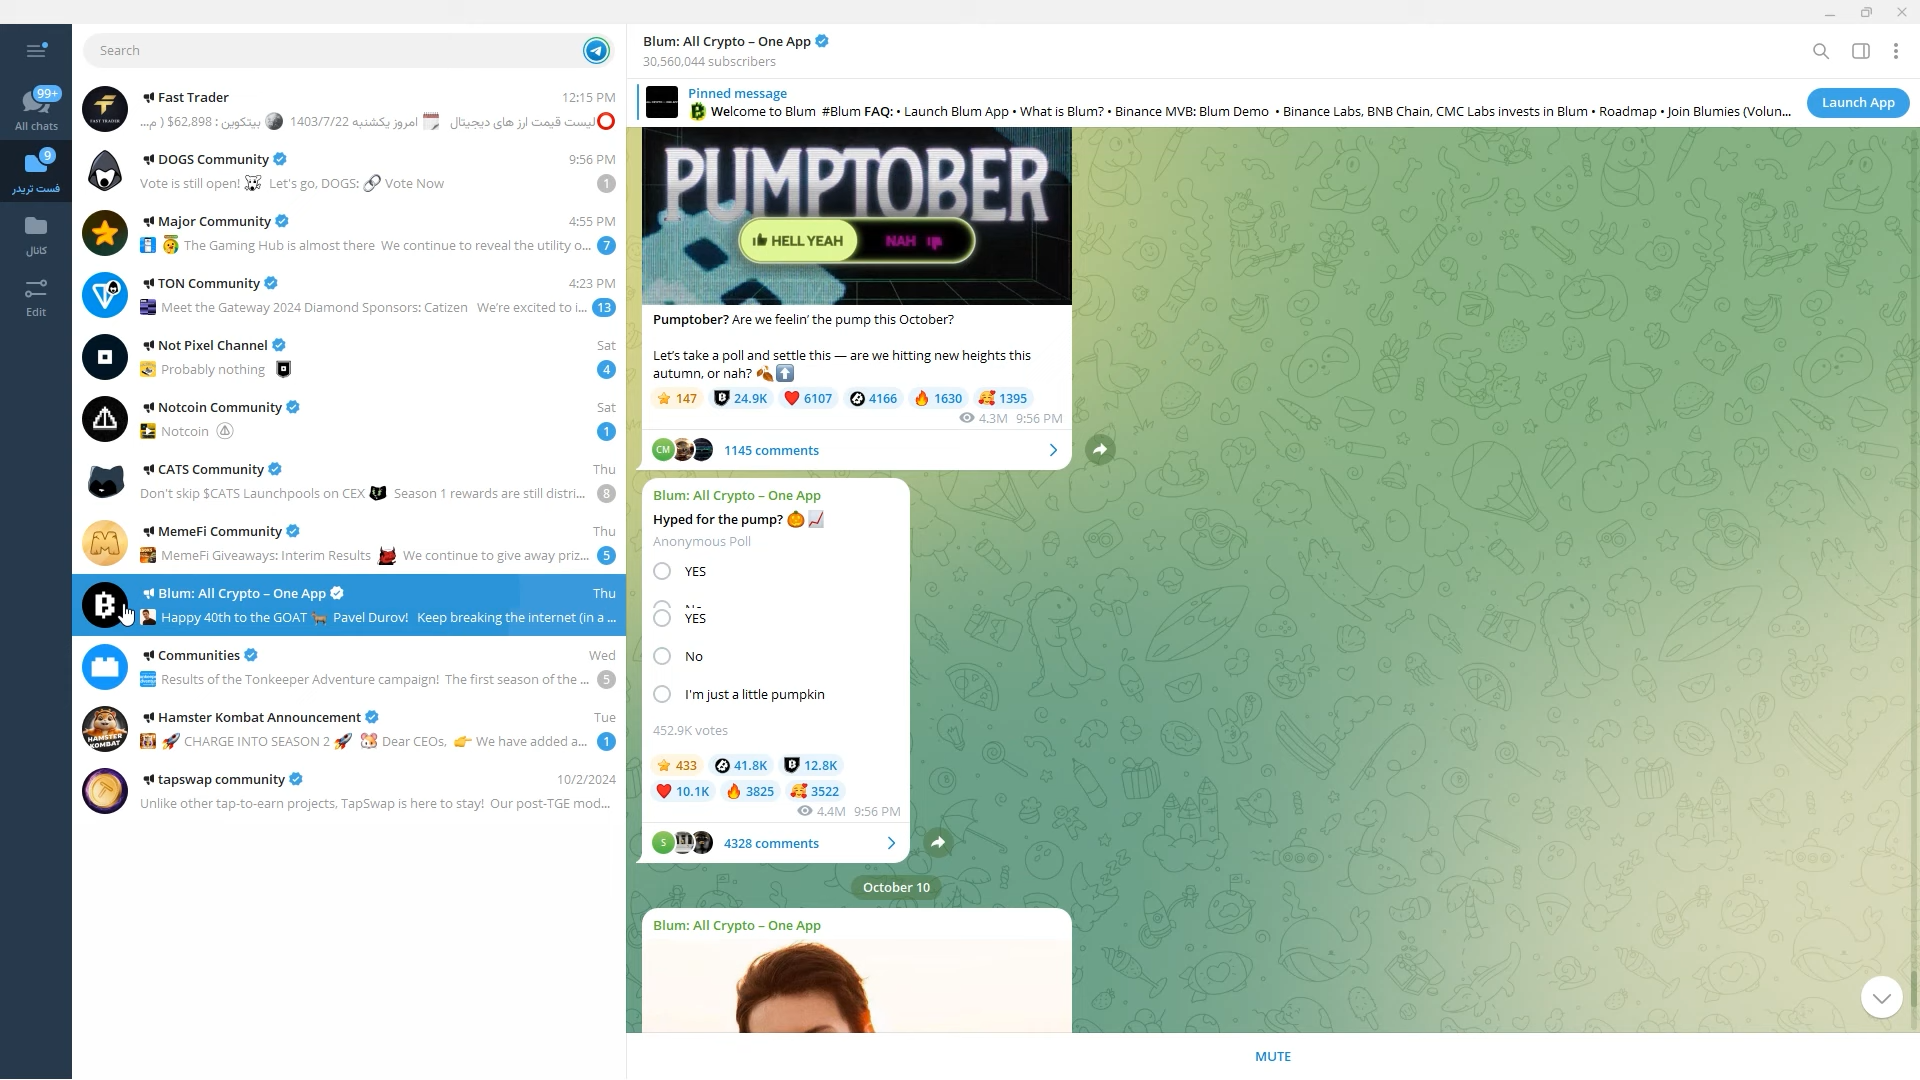 99+
All chats
9
فست تریدر
کانال
Edit
Search
Fast Trader
12:15 PM
لیست قیمت ارز های دیجیتال امروز یکشنبه 1403/7/22 بیتکوین : 62,898$ ( م...
DOGS Community
9:56 PM
Vote is still open! Let's go, DOGS: Vote Now
1
Major Community
4:55 PM
The Gaming Hub is almost there We continue to reveal the utility o...
7
TON Community
4:23 PM
Meet the Gateway 2024 Diamond Sponsors: Catizen We're excited to i...
13
Not Pixel Channel
Sat
Probably nothing
4
Notcoin Community
Sat
Notcoin
1
CATS Community
Thu
Don't skip $CATS Launchpools on CEX Season 1 rewards are still distri...
8
MemeFi Community
Thu
MemeFi Giveaways: Interim Results We continue to give away priz...
5
Blum: All Crypto – One App
Thu
Happy 40th to the GOAT Pavel Durov! Keep breaking the internet (in a ...
Communities
Wed
Results of the Tonkeeper Adventure campaign! The first season of the ...
5
Hamster Kombat Announcement
Tue
CHARGE INTO SEASON 2 Dear CEOs, We have added a...
1
tapswap community
10/2/2024
Unlike other tap-to-earn projects, TapSwap is here to stay! Our post-TGE mod...
FAST TRADER
HAMSTER KOMBAT
Blum: All Crypto – One App
30,560,044 subscribers
Pinned message
Welcome to Blum #Blum FAQ: • Launch Blum App • What is Blum? • Binance MVB: Blum Demo • Binance Labs, BNB Chain, CMC Labs invests in Blum • Roadmap • Join Blumies (Volun...
Launch App
PUMPTOBER
HELL YEAH NAH
Pumptober? Are we feelin' the pump this October?
Let's take a poll and settle this — are we hitting new heights this
autumn, or nah?
147 24.9K 6107 4166 1630 1395
4.3M 9:56 PM
CM 1145 comments
Blum: All Crypto – One App
Hyped for the pump?
Anonymous Poll
YES
YES
No
I'm just a little pumpkin
452.9K votes
433 41.8K 12.8K
10.1K 3825 3522
4.4M 9:56 PM
S 4328 comments
October 10
Blum: All Crypto – One App
MUTE